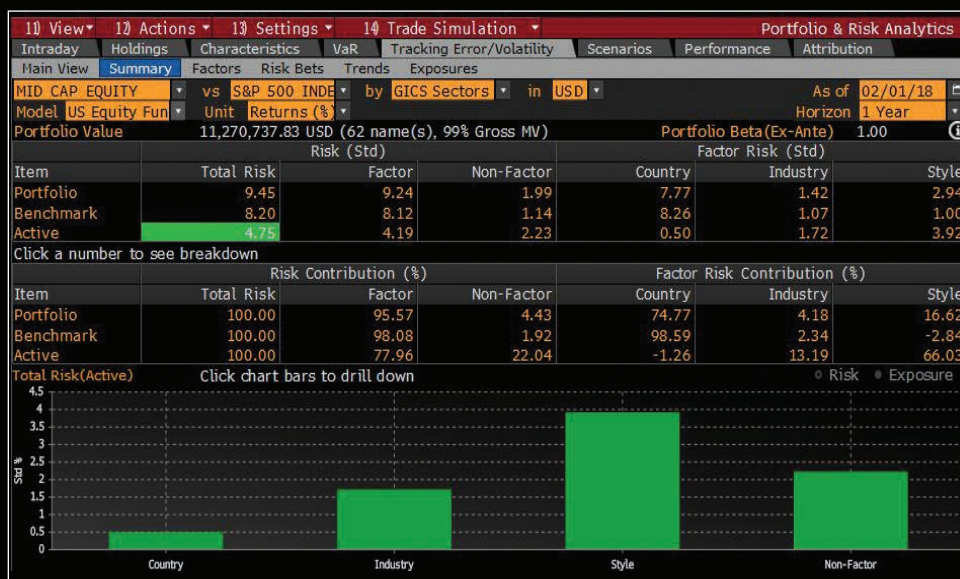 11) View 12) Actions 13) Settings 14) Trade Simulation Portfolio & Risk Analytics
Intraday Holdings Characteristics VaR Tracking Error/Volatility Scenarios Performance Attribution
Main View Summary Factors Risk Bets Trends Exposures
MID CAP EQUITY vs S&P 500 INDE by GICS Sectors in USD As of 02/01/18
Model US Equity Fun Unit Returns (%) Horizon 1 Year
Portfolio Value 11,270,737.83 USD (62 name(s), 99% Gross MV) Portfolio Beta(Ex-Ante) 1.00
Risk (Std) Factor Risk (Std)
Item Total Risk Factor Non-Factor Country Industry Style
Portfolio 9.45 9.24 1.99 7.77 1.42 2.94
Benchmark 8.20 8.12 1.14 8.26 1.07 1.00
Active 4.75 4.19 2.23 0.50 1.72 3.92
Click a number to see breakdown
Risk Contribution (%) Factor Risk Contribution (%)
Item Total Risk Factor Non-Factor Country Industry Style
Portfolio 100.00 95.57 4.43 74.77 4.18 16.62
Benchmark 100.00 98.08 1.92 98.59 2.34 -2.84
Active 100.00 77.96 22.04 -1.26 13.19 66.03
Total Risk(Active) Click chart bars to drill down Risk Exposure
4.5
4
3.5
3
2.5
2
1.5
1
0.5
0
Std %
Country Industry Style Non-Factor